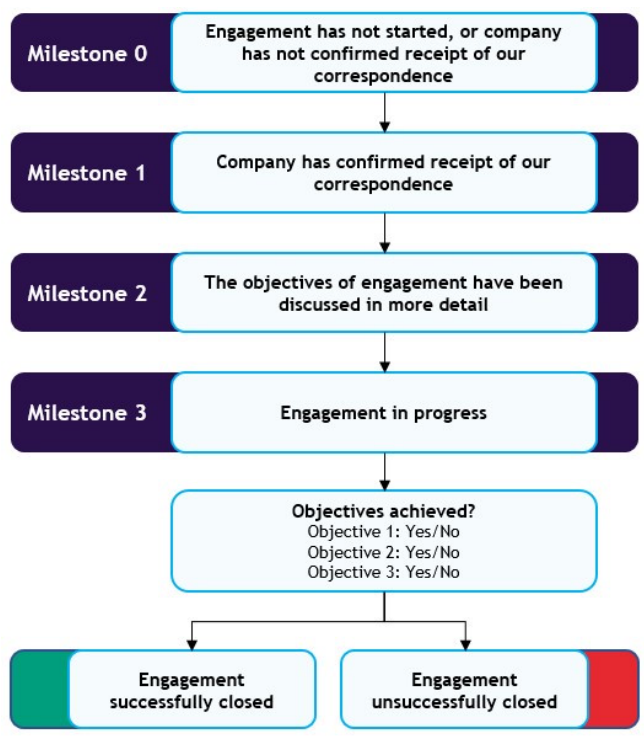 Milestone 0
Engagement has not started, or company
has not confirmed receipt of our
correspondence
Milestone 1
Company has confirmed receipt of our
correspondence
Milestone 2
The objectives of engagement have been
discussed in more detail
Milestone 3
Engagement in progress
Objectives achieved?
Objective 1: Yes/No
Objective 2: Yes/No
Objective 3: Yes/No
Engagement
successfully closed
Engagement
unsuccessfully closed